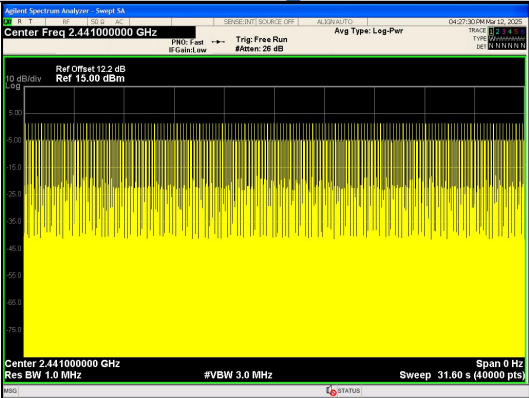 Agilent Spectrum Analyzer - Swept SA
R T RF 50 Ω AC SENSE:INT SOURCE OFF ALIGN AUTO 04:27:30 PM Mar 12, 2025
Center Freq 2.441000000 GHz Avg Type: Log-Pwr TRACE 1 2 3 4 5 6
PNO: Fast Trig: Free Run TYPE
IFGain:Low #Atten: 26 dB DET N N N N N N
Ref Offset 12.2 dB
10 dB/div Ref 15.00 dBm
Log
5.00
-5.00
-15.0
-25.0
-35.0
-45.0
-55.0
-65.0
-75.0
Center 2.441000000 GHz Span 0 Hz
Res BW 1.0 MHz #VBW 3.0 MHz Sweep 31.60 s (40000 pts)
MSG STATUS